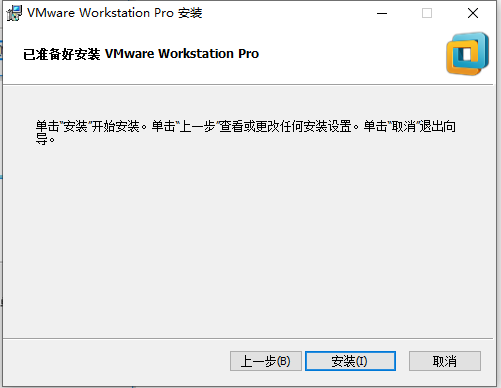 VMware Workstation Pro 安装
已准备好安装 VMware Workstation Pro
单击“安装”开始安装。单击“上一步”查看或更改任何安装设置。单击“取消”退出向
导。
上一步(B)
安装(I)
取消